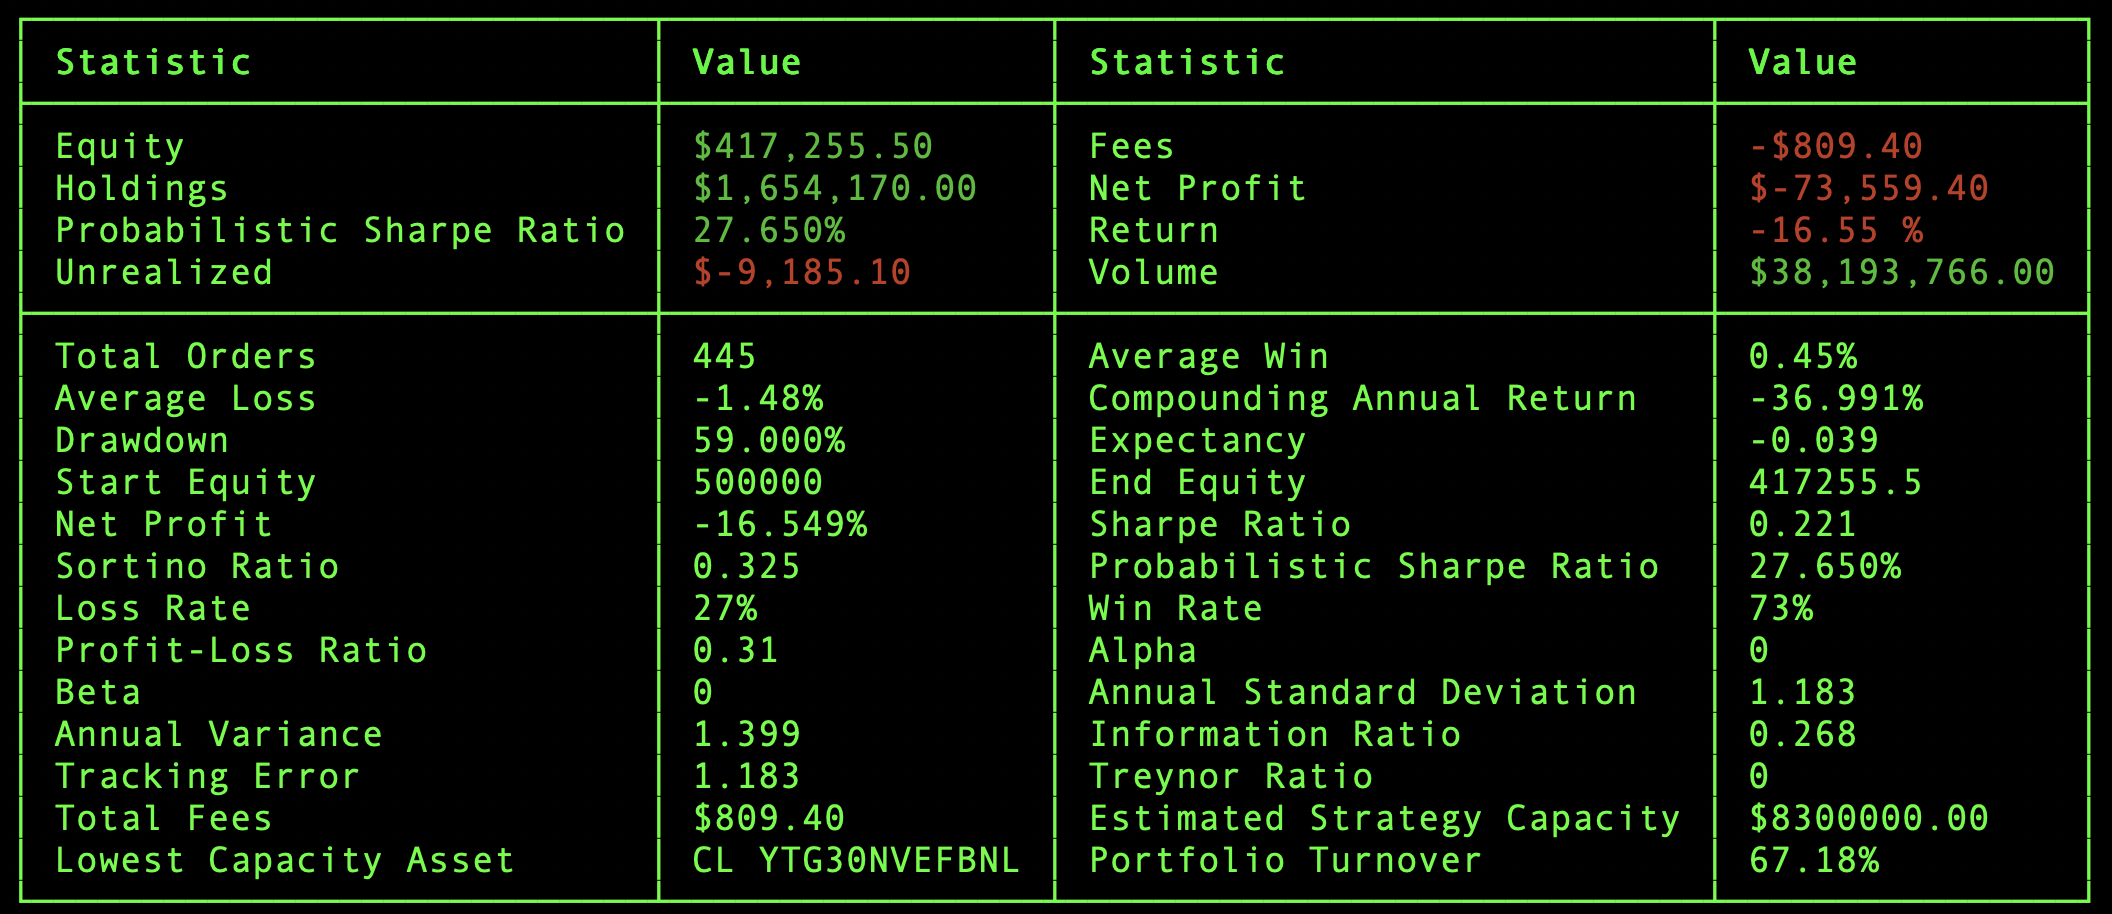 Statistic Value Statistic Value
Equity $417,255.50 Fees -$809.40
Holdings $1,654,170.00 Net Profit $-73,559.40
Probabilistic Sharpe Ratio 27.650% Return -16.55 %
Unrealized $-9,185.10 Volume $38,193,766.00
Total Orders 445 Average Win 0.45%
Average Loss -1.48% Compounding Annual Return -36.991%
Drawdown 59.000% Expectancy -0.039
Start Equity 500000 End Equity 417255.5
Net Profit -16.549% Sharpe Ratio 0.221
Sortino Ratio 0.325 Probabilistic Sharpe Ratio 27.650%
Loss Rate 27% Win Rate 73%
Profit-Loss Ratio 0.31 Alpha 0
Beta 0 Annual Standard Deviation 1.183
Annual Variance 1.399 Information Ratio 0.268
Tracking Error 1.183 Treynor Ratio 0
Total Fees $809.40 Estimated Strategy Capacity $8300000.00
Lowest Capacity Asset CL YTG30NVEFBNL Portfolio Turnover 67.18%